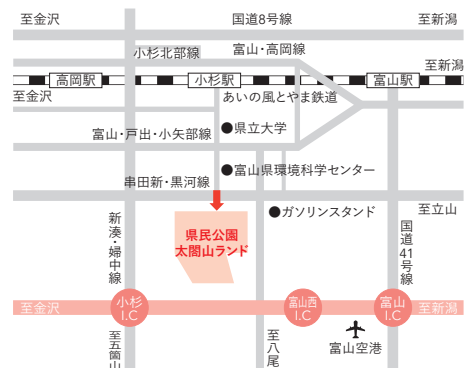 至金沢
国道8号線
至新潟
小杉北部線
富山・高岡線
至新潟
高岡駅
小杉駅
富山駅
至金沢
あいの風とやま鉄道
富山・戸出・小矢部線
県立大学
富山県環境科学センター
串田新・黒河線
ガソリンスタンド
至立山
新湊・婦中線
県民公園
太閤山ランド
国道41号線
至金沢
小杉
I.C
富山西
I.C
富山
I.C
至新潟
至五箇山
至八尾
富山空港